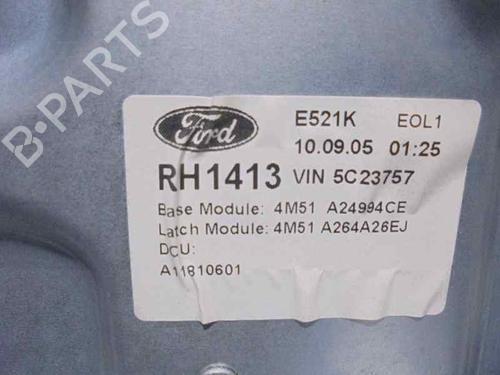 B-PARTS
Ford
E521K EOL1
10.09.05 01:25
RH1413 VIN 5C23757
Base Module: 4M51 A24994CE
Latch Module: 4M51 A264A26EJ
DCU:
A11810601